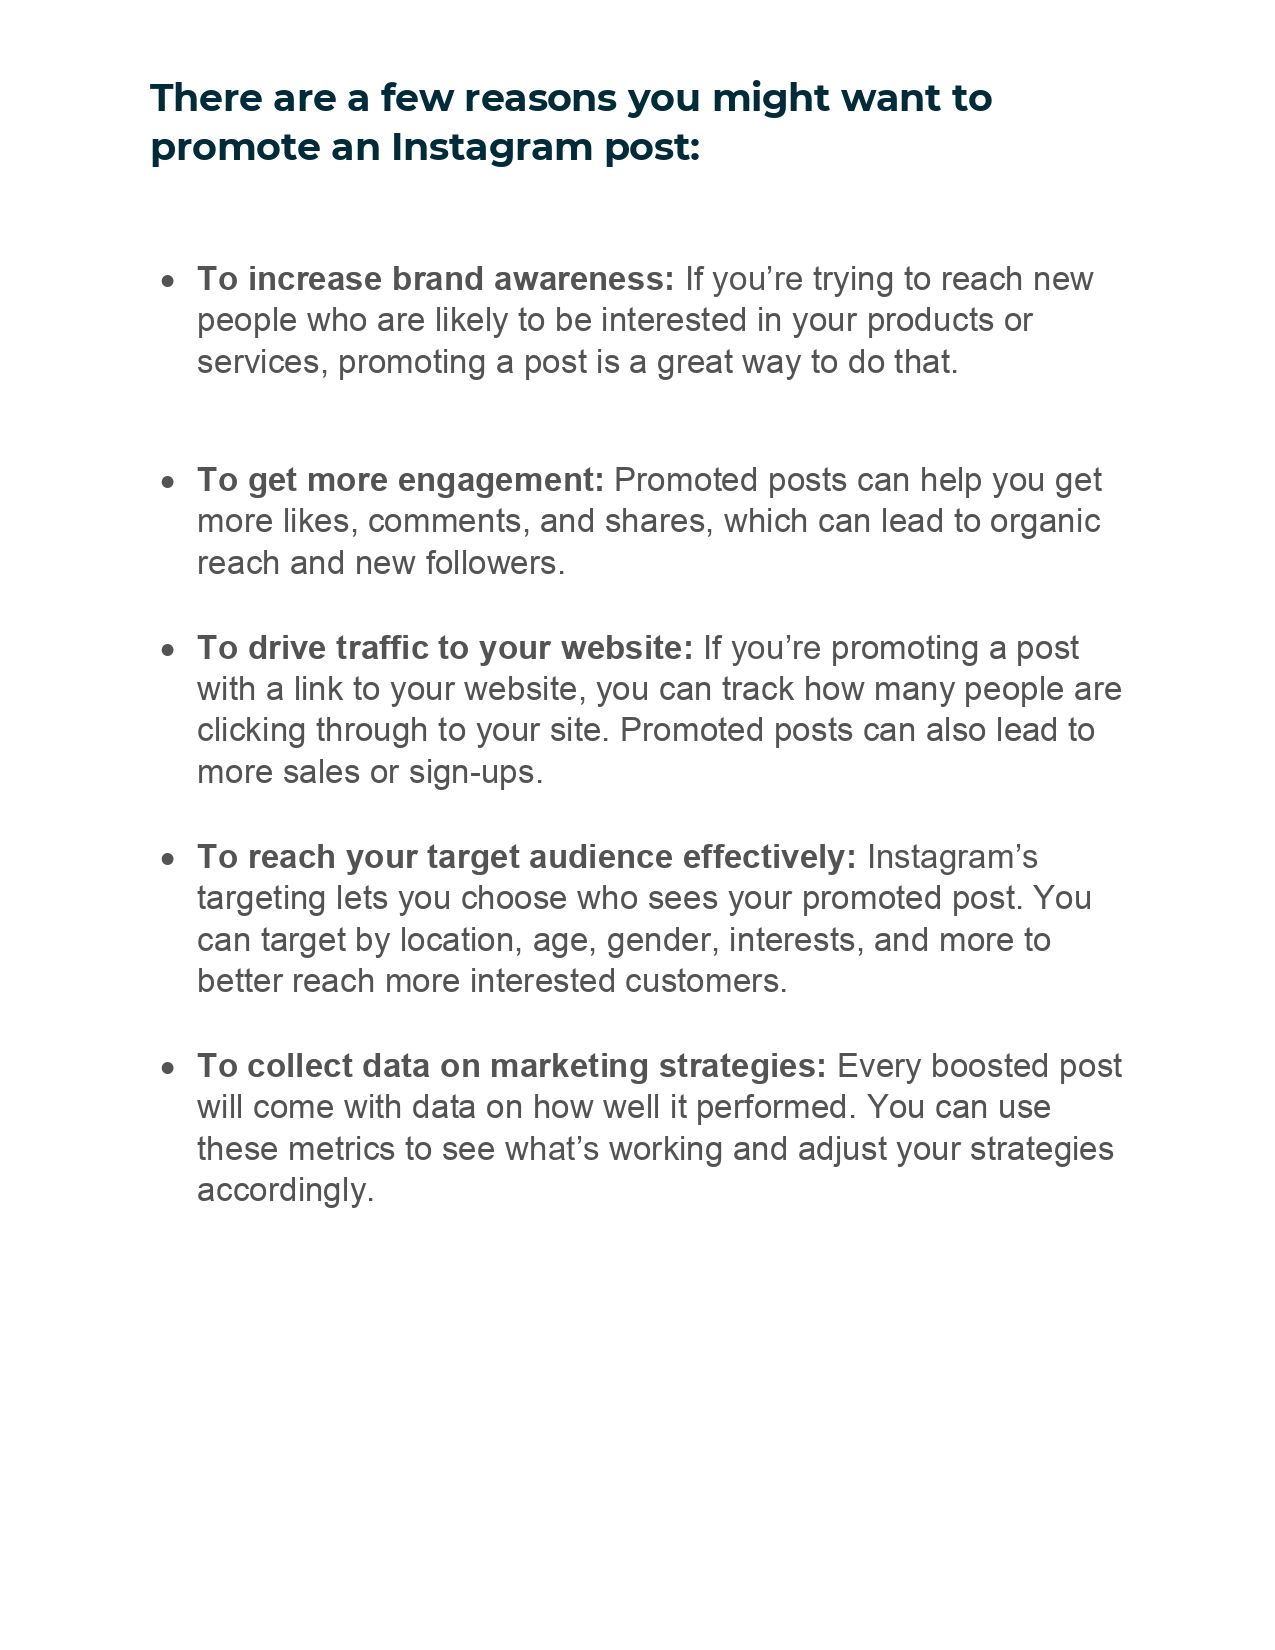 There are a few reasons you might want to
promote an Instagram post:
• To increase brand awareness: If you’re trying to reach new
people who are likely to be interested in your products or
services, promoting a post is a great way to do that.
• To get more engagement: Promoted posts can help you get
more likes, comments, and shares, which can lead to organic
reach and new followers.
• To drive traffic to your website: If you’re promoting a post
with a link to your website, you can track how many people are
clicking through to your site. Promoted posts can also lead to
more sales or sign-ups.
• To reach your target audience effectively: Instagram’s
targeting lets you choose who sees your promoted post. You
can target by location, age, gender, interests, and more to
better reach more interested customers.
• To collect data on marketing strategies: Every boosted post
will come with data on how well it performed. You can use
these metrics to see what’s working and adjust your strategies
accordingly.